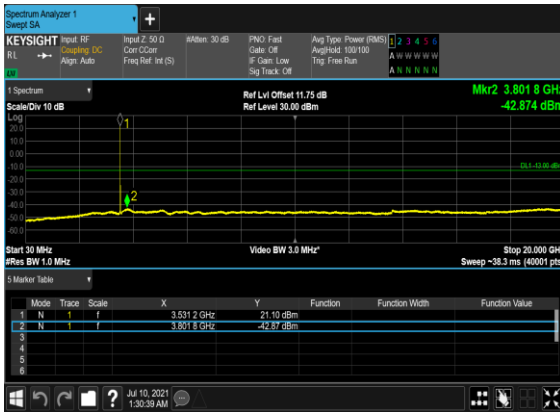 Spectrum Analyzer 1
Swept SA
+
KEYSIGHT Input: RF Input Z: 50 Ω #Atten: 30 dB PNO: Fast Avg Type: Power (RMS) 1 2 3 4 5 6
RL Coupling: DC Corr CCorr Gate: Off Avg|Hold: 100/100 A W W W W W
Align: Auto Freq Ref: Int (S) IF Gain: Low Trig: Free Run
Sig Track: Off A N N N N N
1 Spectrum Ref Lvl Offset 11.75 dB Mkr2 3.801 8 GHz
Scale/Div 10 dB Ref Level 30.00 dBm -42.874 dBm
Log
20.0
10.0
0.00
-10.0
-20.0
-30.0
-40.0
-50.0
-60.0
1
2
DL1 -13.00 dBm
Start 30 MHz Video BW 3.0 MHz* Stop 20.000 GHz
#Res BW 1.0 MHz Sweep ~38.3 ms (40001 pts)
5 Marker Table
Mode Trace Scale X Y Function Function Width Function Value
1 N 1 f 3.531 2 GHz 21.10 dBm
2 N 1 f 3.801 8 GHz -42.87 dBm
3
4
5
6
? Jul 10, 2021
1:30:39 AM